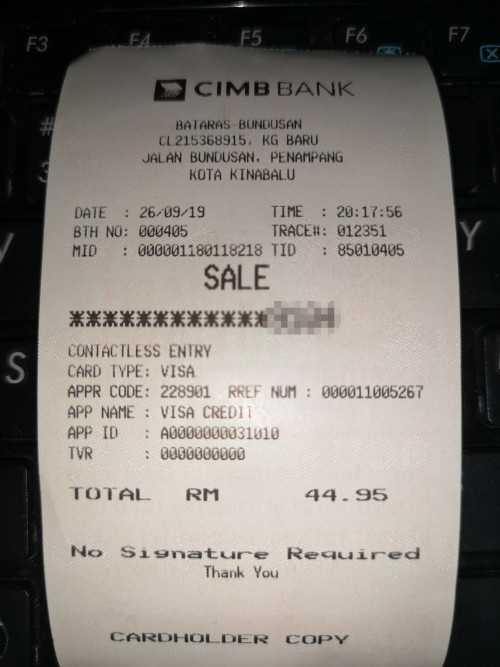 F3 F4 F5 F6 F7
CIMB BANK
BATARAS-BUNDUSAN
CL215368915, KG BARU
JALAN BUNDUSAN, PENAMPANG
KOTA KINABALU
DATE : 26/09/19 TIME : 20:17:56
BTH NO: 000405 TRACE#: 012351
MID : 000001180118218 TID : 85010405
SALE
************
CONTACTLESS ENTRY
CARD TYPE: VISA
APPR CODE: 228901 RREF NUM : 000011005267
APP NAME : VISA CREDIT
APP ID : A0000000031010
TVR : 0000000000
TOTAL RM 44.95
No Signature Required
Thank You
CARDHOLDER COPY
#
3
Y
S